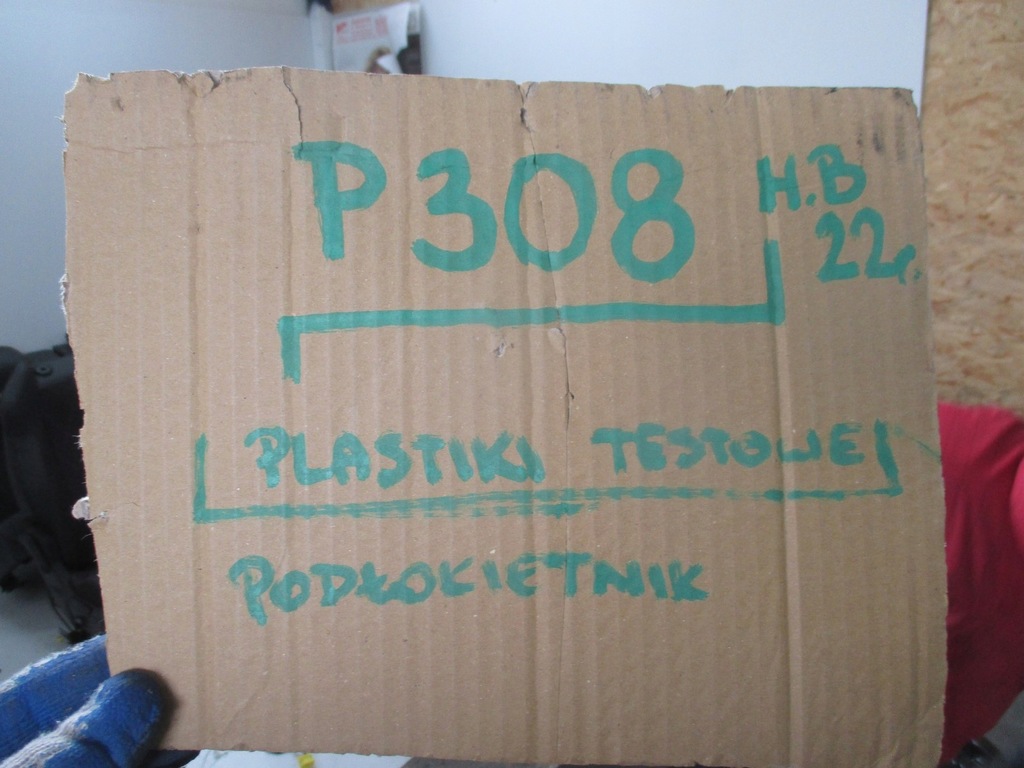 P308 H.B
22r.
PLASTIKI TESTOWE
PODŁOKIETNIK